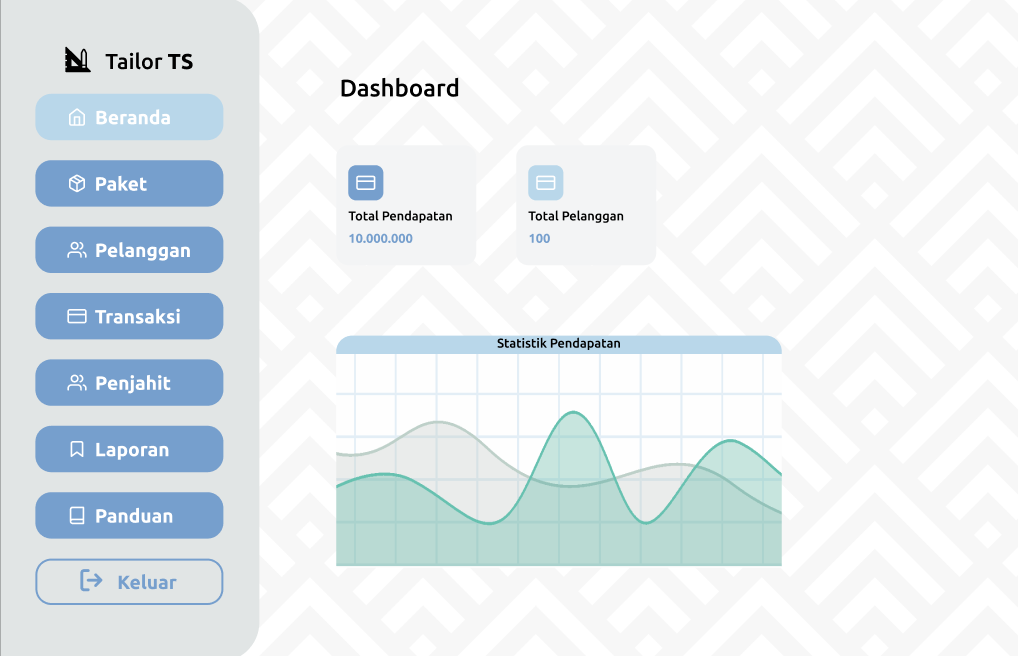 Tailor TS
Beranda
Paket
Pelanggan
Transaksi
Penjahit
Laporan
Panduan
Keluar
Dashboard
Total Pendapatan
10.000.000
Total Pelanggan
100
Statistik Pendapatan